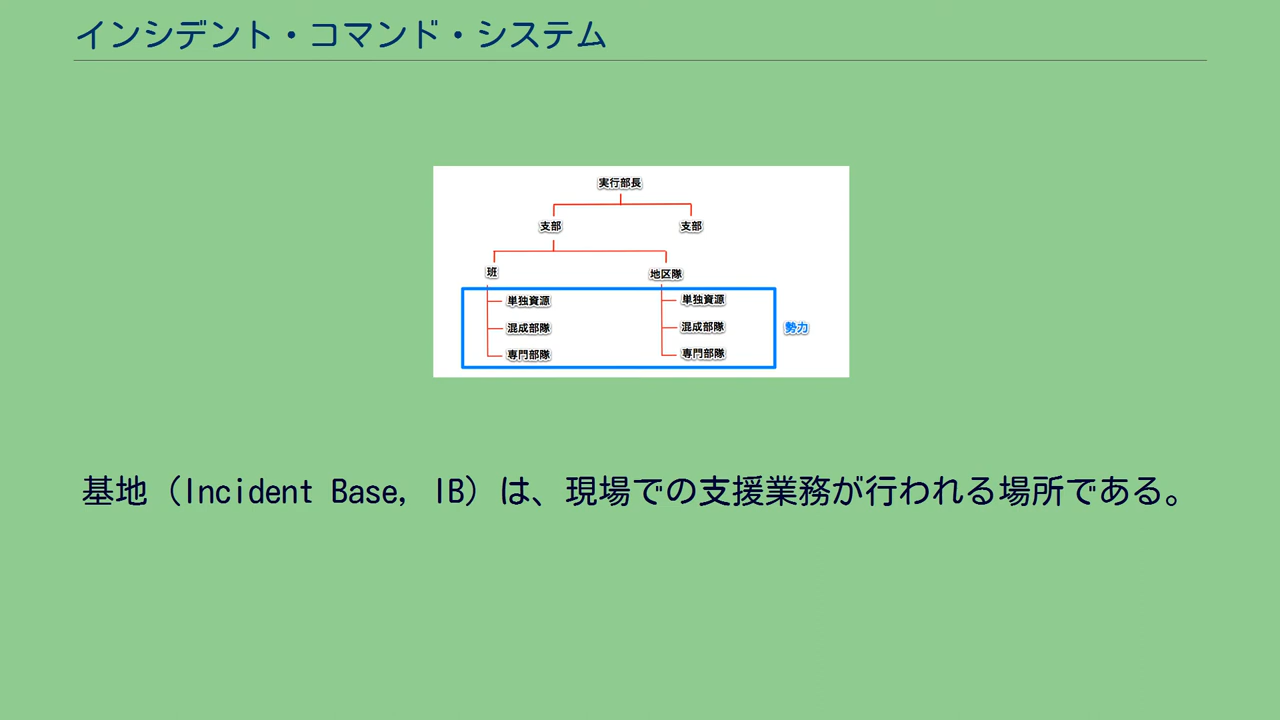 インシデント・コマンド・システム
実行部長
支部 支部
班 地区隊
単独資源 単独資源
混成部隊 混成部隊 勢力
専門部隊 専門部隊
基地（Incident Base, IB）は、現場での支援業務が行われる場所である。